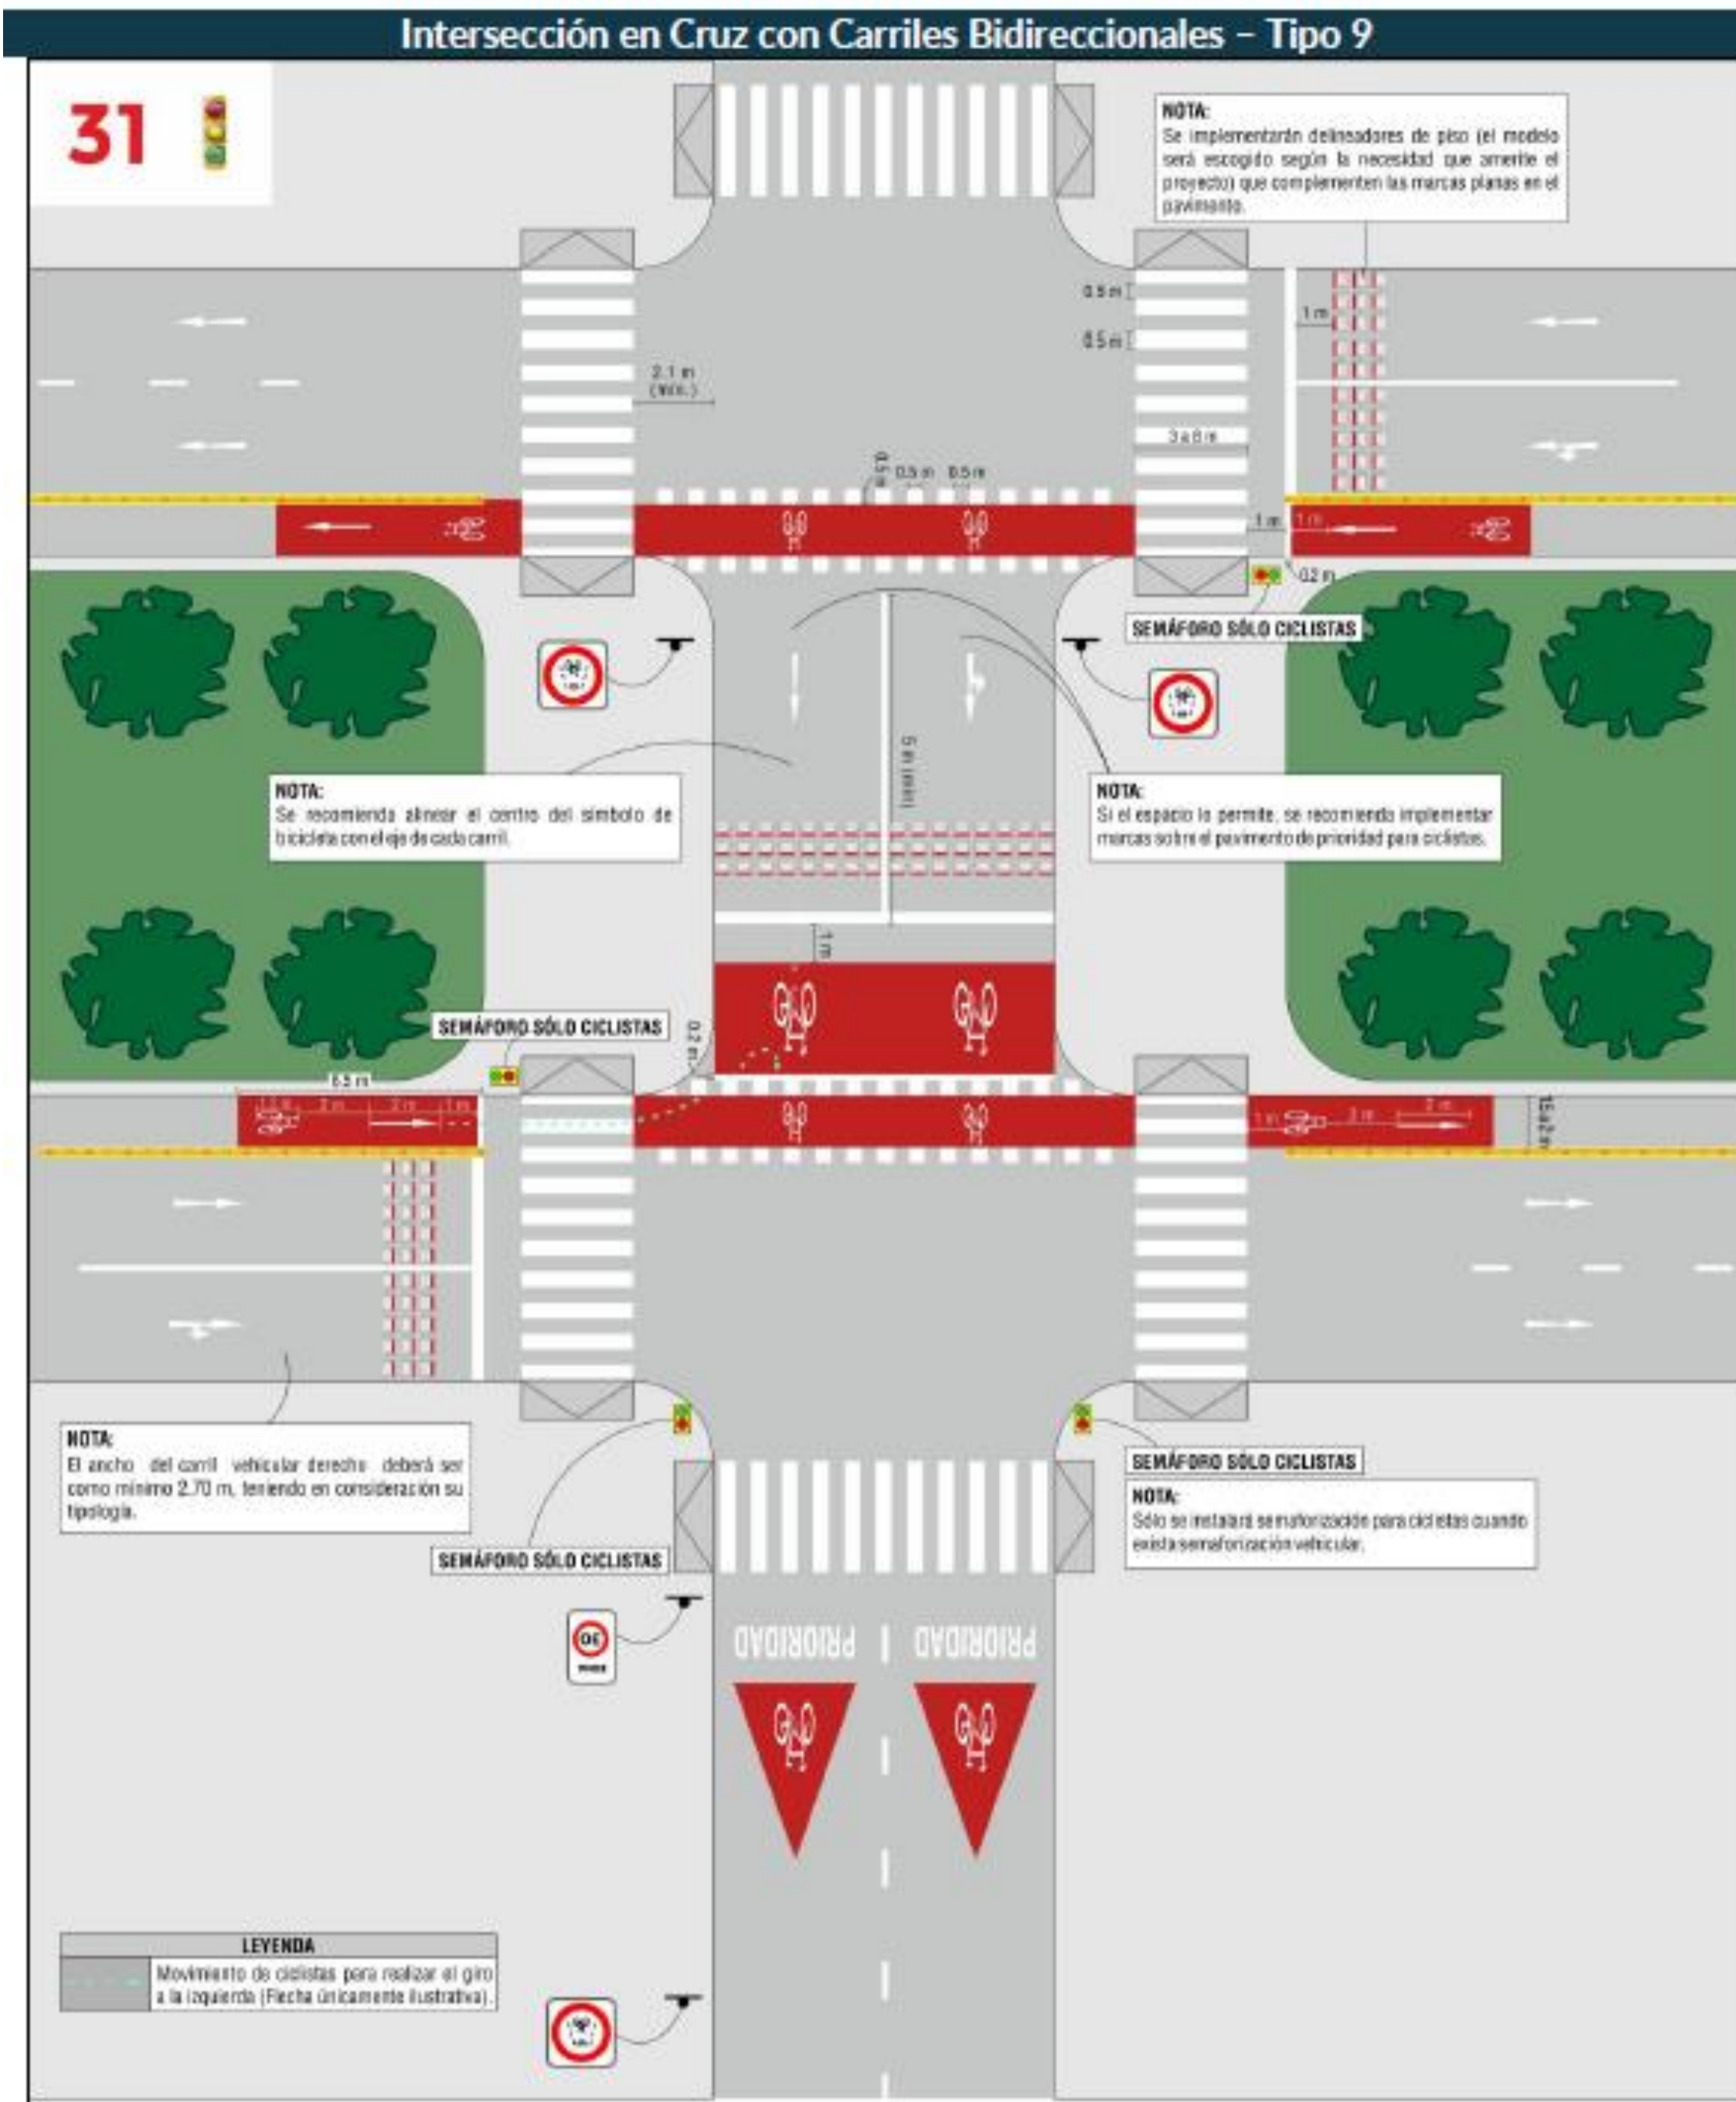 Intersección en Cruz con Carriles Bidireccionales – Tipo 9
31
NOTA:
Se implementarán delineadores de piso (el modelo
será escogido según la necesidad que amerite el
proyecto) que complementen las marcas planas en el
pavimento.
0.5 m
1 m
0.5 m
2.1 m
(mín.)
3 a 8 m
0.5 m
0.5 m
0.5 m
1 m
1 m
0.2 m
SEMÁFORO SÓLO CICLISTAS
5 m (mín)
NOTA:
Se recomienda alinear el centro del símbolo de
bicicleta con el eje de cada carril.
NOTA:
Si el espacio lo permite, se recomienda implementar
marcas sobre el pavimento de prioridad para ciclistas.
1 m
SEMÁFORO SÓLO CICLISTAS
0.2 m
6.5 m
2 m
2 m
1 m
1 m
2 m
2 m
1.5 a 2 m
NOTA:
El ancho del carril vehicular derecho deberá ser
como mínimo 2.70 m, teniendo en consideración su
tipología.
SEMÁFORO SÓLO CICLISTAS
NOTA:
Sólo se instalará semaforización para ciclistas cuando
exista semaforización vehicular.
SEMÁFORO SÓLO CICLISTAS
30
PRIORIDAD
PRIORIDAD
LEYENDA
Movimiento de ciclistas para realizar el giro
a la izquierda (Flecha únicamente ilustrativa).